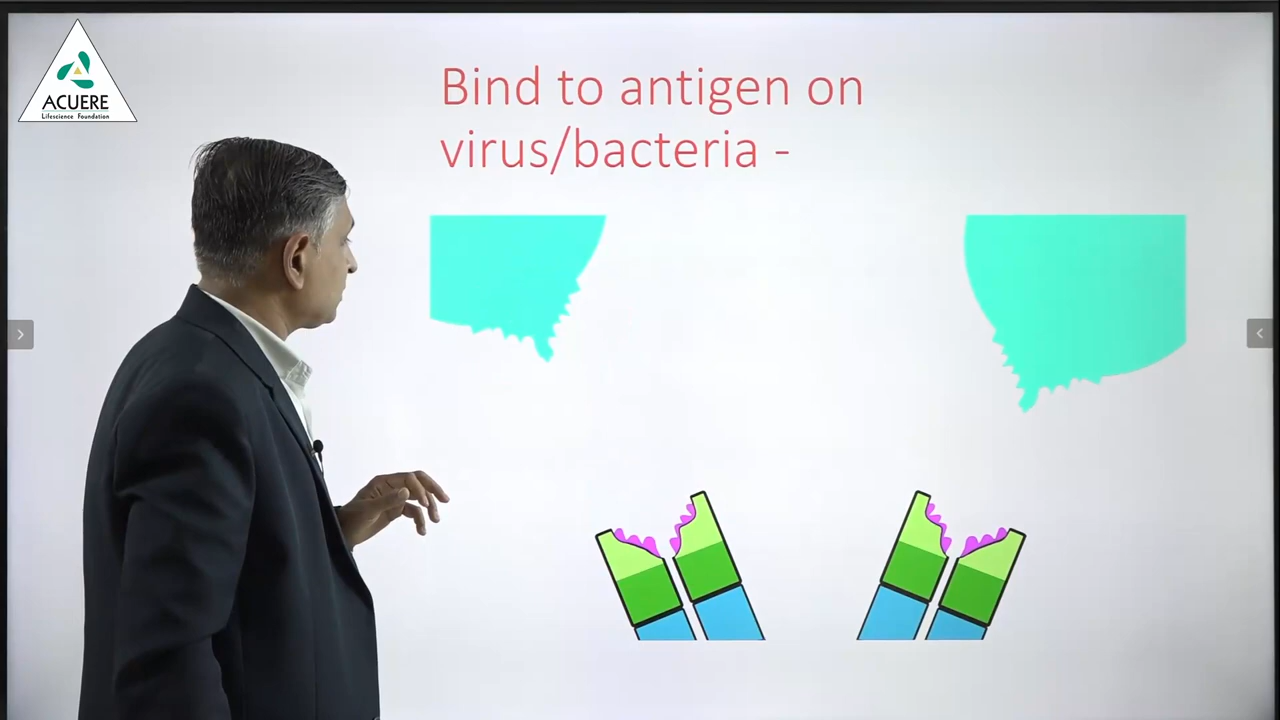 ACUERE
Lifescience Foundation
Bind to antigen on
virus/bacteria -